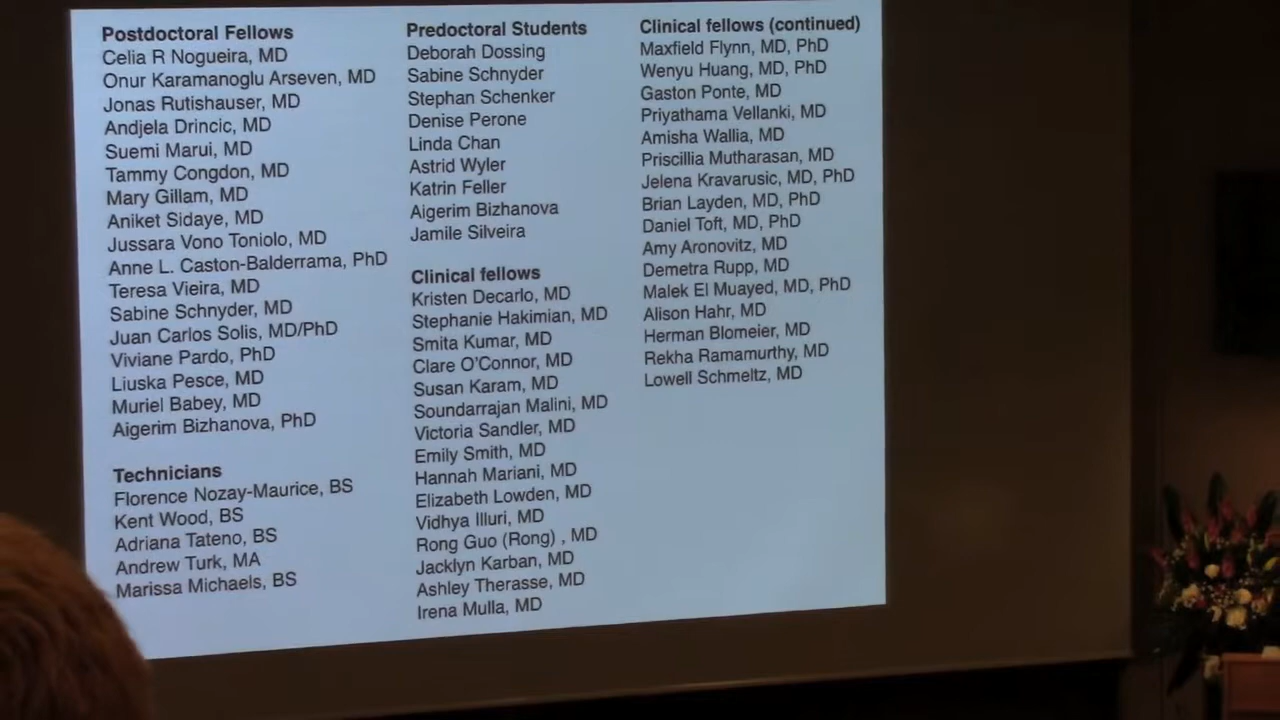 Postdoctoral Fellows
Celia R Nogueira, MD
Onur Karamanoglu Arseven, MD
Jonas Rutishauser, MD
Andjela Drincic, MD
Suemi Marui, MD
Tammy Congdon, MD
Mary Gillam, MD
Aniket Sidaye, MD
Jussara Vono Toniolo, MD
Anne L. Caston-Balderrama, PhD
Teresa Vieira, MD
Sabine Schnyder, MD
Juan Carlos Solis, MD/PhD
Viviane Pardo, PhD
Liuska Pesce, MD
Muriel Babey, MD
Aigerim Bizhanova, PhD
Technicians
Florence Nozay-Maurice, BS
Kent Wood, BS
Adriana Tateno, BS
Andrew Turk, MA
Marissa Michaels, BS
Predoctoral Students
Deborah Dossing
Sabine Schnyder
Stephan Schenker
Denise Perone
Linda Chan
Astrid Wyler
Katrin Feller
Aigerim Bizhanova
Jamile Silveira
Clinical fellows
Kristen Decarlo, MD
Stephanie Hakimian, MD
Smita Kumar, MD
Clare O'Connor, MD
Susan Karam, MD
Soundarrajan Malini, MD
Victoria Sandler, MD
Emily Smith, MD
Hannah Mariani, MD
Elizabeth Lowden, MD
Vidhya Illuri, MD
Rong Guo (Rong) , MD
Jacklyn Karban, MD
Ashley Therasse, MD
Irena Mulla, MD
Clinical fellows (continued)
Maxfield Flynn, MD, PhD
Wenyu Huang, MD, PhD
Gaston Ponte, MD
Priyathama Vellanki, MD
Amisha Wallia, MD
Priscillia Mutharasan, MD
Jelena Kravarusic, MD, PhD
Brian Layden, MD, PhD
Daniel Toft, MD, PhD
Amy Aronovitz, MD
Demetra Rupp, MD
Malek El Muayed, MD, PhD
Alison Hahr, MD
Herman Blomeier, MD
Rekha Ramamurthy, MD
Lowell Schmeltz, MD